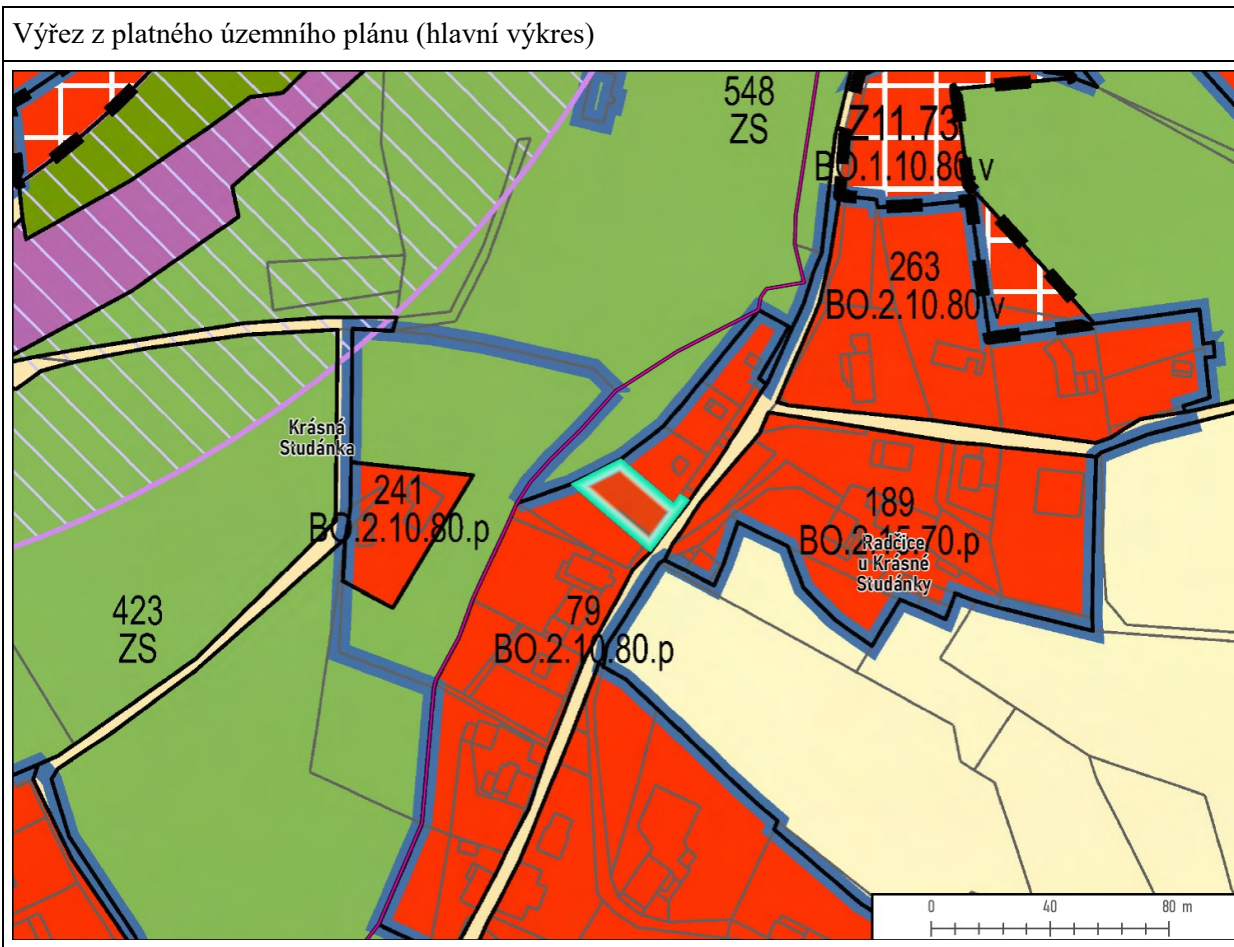 Výřez z platného územního plánu (hlavní výkres)
548
ZS
Z11.73
BO.1.10.80.v
263
BO.2.10.80.v
Krásná
Studánka
241
BO.2.10.80.p
189
BO.2.15.70.p
Radčice
u Krásné
Studánky
423
ZS
79
BO.2.10.80.p
0 40 80 m